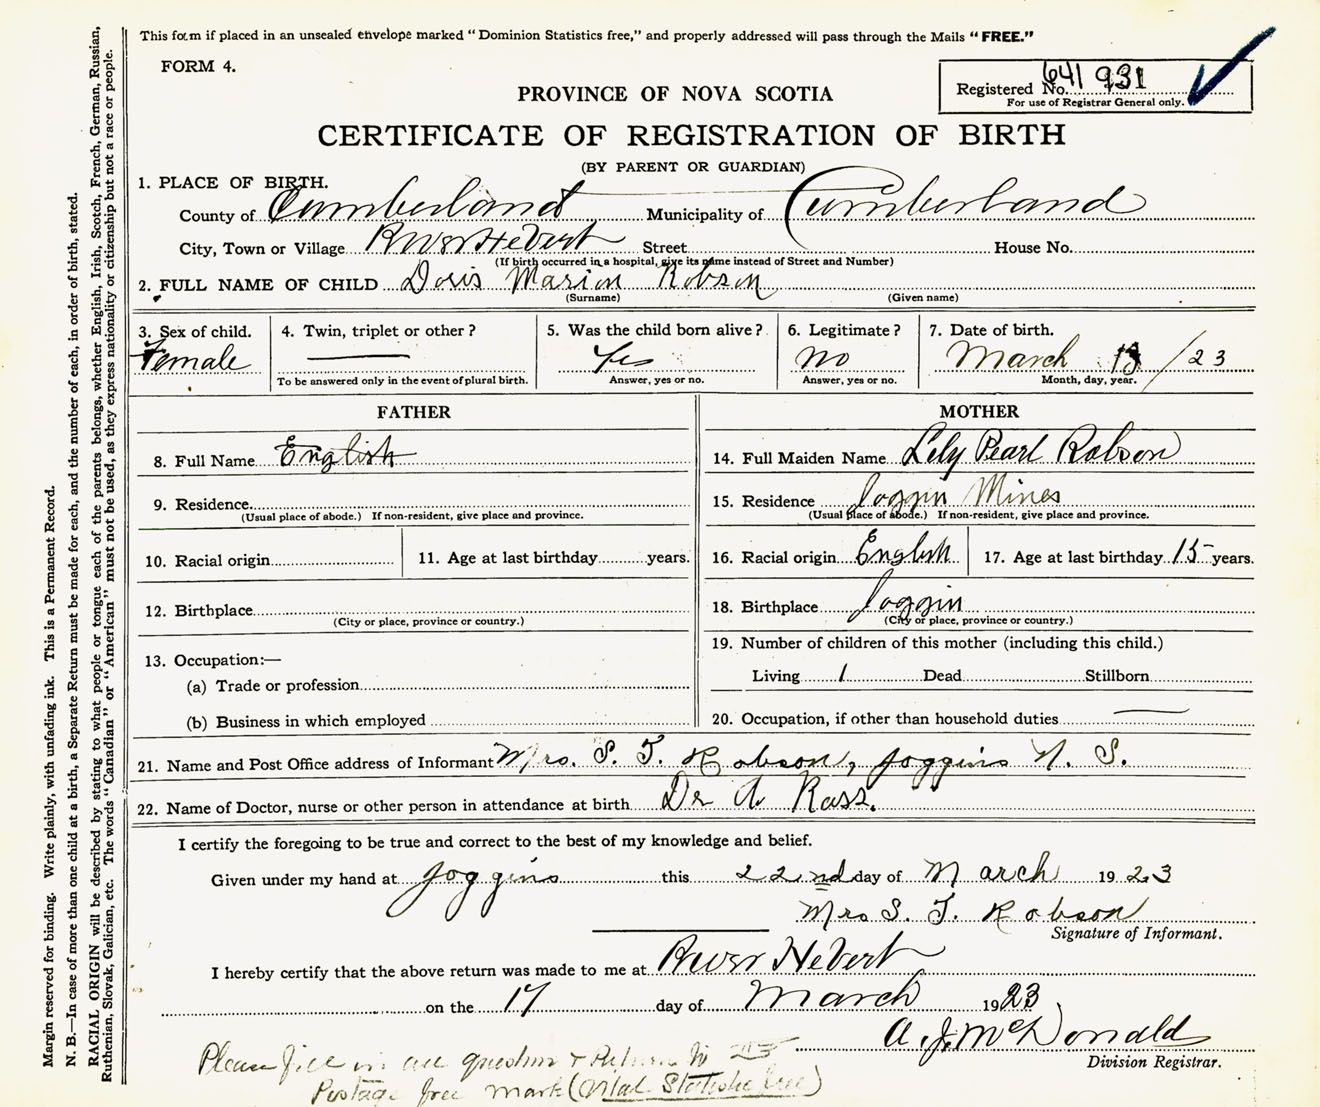 This form if placed in an unsealed envelope marked "Dominion Statistics free," and properly addressed will pass through the Mails "FREE."
FORM 4.
Registered No. 641 931
For use of Registrar General only.
PROVINCE OF NOVA SCOTIA
CERTIFICATE OF REGISTRATION OF BIRTH
(BY PARENT OR GUARDIAN)
1. PLACE OF BIRTH.
County of Cumberland Municipality of Cumberland
City, Town or Village River Hebert Street House No.
(If birth occurred in a hospital, give its name instead of Street and Number)
2. FULL NAME OF CHILD Doris Marion Robson
(Surname) (Given name)
3. Sex of child. 4. Twin, triplet or other? 5. Was the child born alive? 6. Legitimate? 7. Date of birth.
Female Yes No March /23
To be answered only in the event of plural birth. Answer, yes or no. Answer, yes or no. Month, day, year.
FATHER MOTHER
8. Full Name English 14. Full Maiden Name Lily Pearl Robson
9. Residence 15. Residence Joggin Mines
(Usual place of abode.) If non-resident, give place and province. (Usual place of abode.) If non-resident, give place and province.
10. Racial origin 11. Age at last birthday years. 16. Racial origin English 17. Age at last birthday 15 years.
12. Birthplace 18. Birthplace Joggin
(City or place, province or country.) (City or place, province or country.)
13. Occupation:— 19. Number of children of this mother (including this child.)
(a) Trade or profession Living 1 Dead Stillborn
(b) Business in which employed 20. Occupation, if other than household duties
21. Name and Post Office address of Informant Mrs. S. T. Robson, Joggins N. S.
22. Name of Doctor, nurse or other person in attendance at birth Dr A. Ross.
I certify the foregoing to be true and correct to the best of my knowledge and belief.
Given under my hand at Joggins this 22nd day of March 1923
Mrs S. T. Robson
Signature of Informant.
I hereby certify that the above return was made to me at River Hebert
on the 17 day of March 1923
A. J. McDonald
Division Registrar.
Please fill in all question & Return to
Postage free mark (Vital Statistic free)
Margin reserved for binding. Write plainly, with unfading ink. This is a Permanent Record.
N. B.—In case of more than one child at a birth, a Separate Return must be made for each, and the number of each, in order of birth, stated.
RACIAL ORIGIN will be described by stating to what people or tongue each of the parents belongs, whether English, Irish, Scotch, French, German, Russian,
Ruthenian, Slovak, Galician, etc. The words "Canadian" or "American" must not be used, as they express nationality or citizenship but not a race or people.